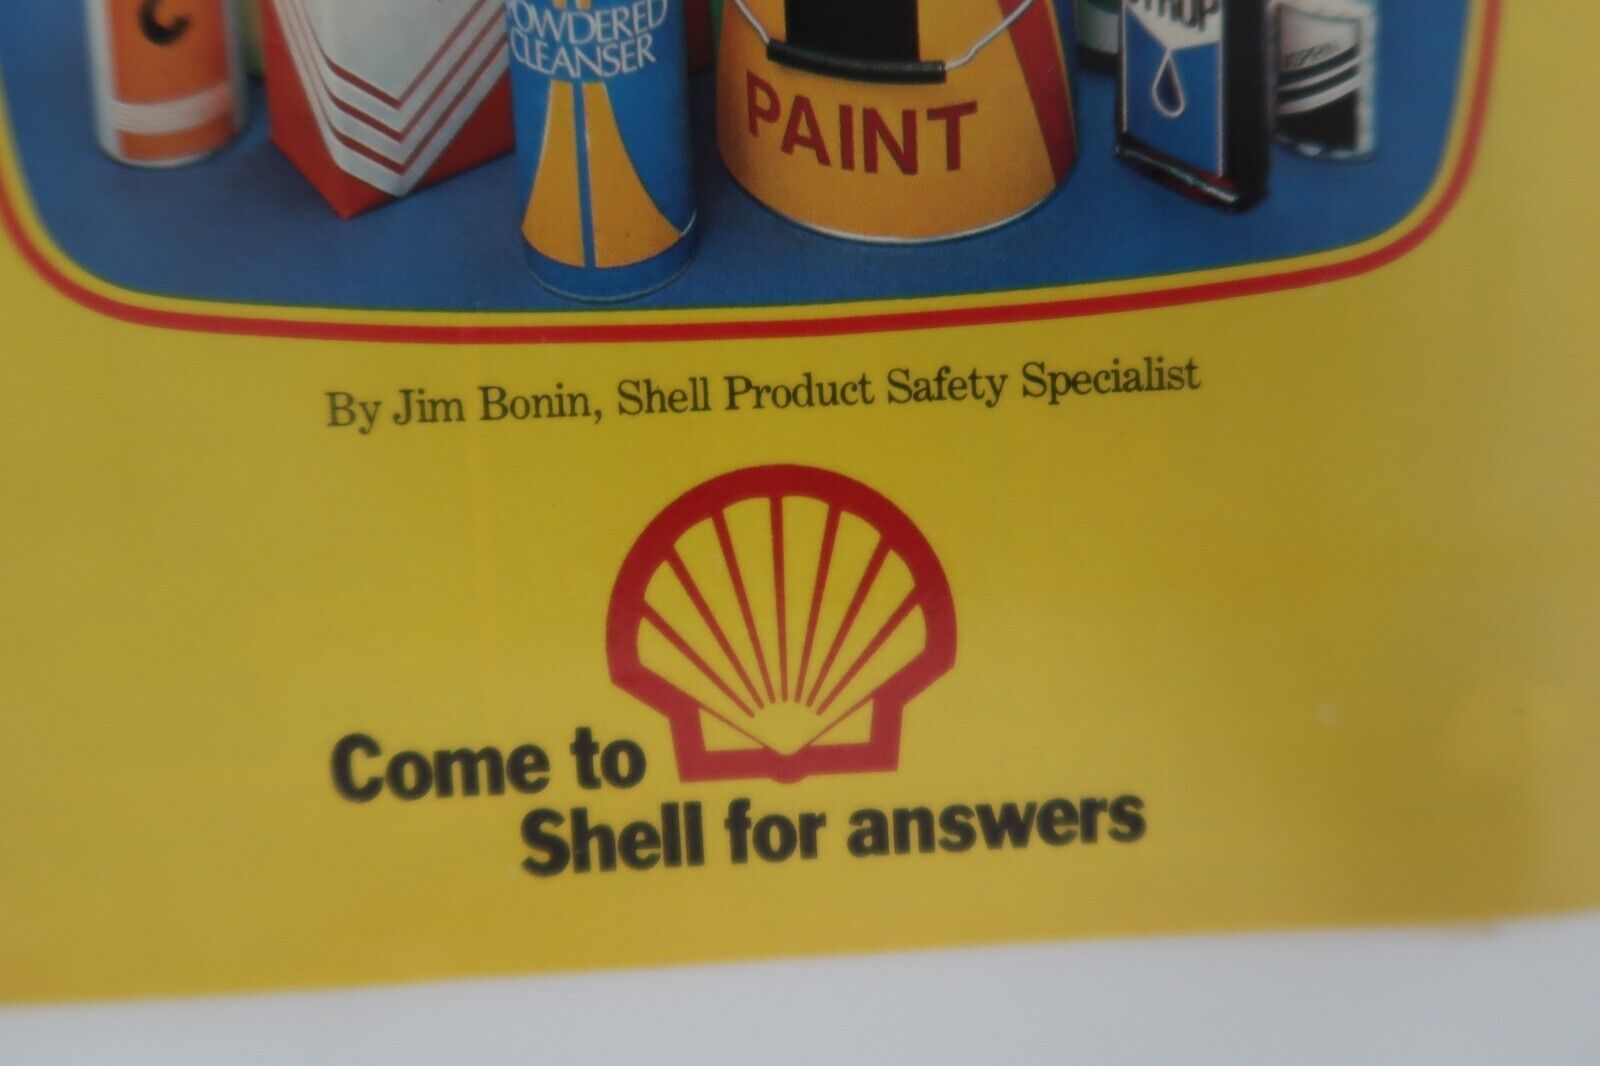 POWDERED
CLEANSER
PAINT
By Jim Bonin, Shell Product Safety Specialist
Come to
Shell for answers